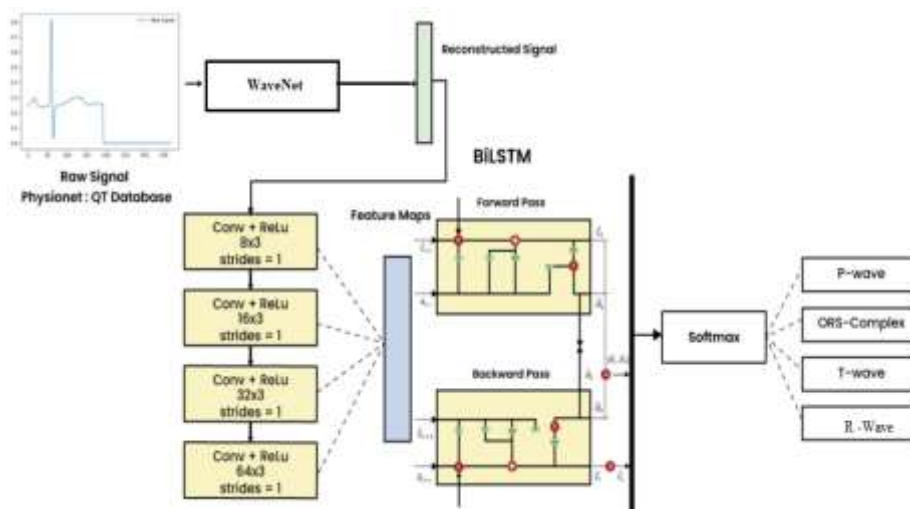 Raw Signal
Physionet : QT Database
WaveNet
Reconstructed Signal
BiLSTM
Conv + ReLu
8x3
strides = 1
Conv + ReLu
16x3
strides = 1
Conv + ReLu
32x3
strides = 1
Conv + ReLu
64x3
strides = 1
Feature Maps
Forward Pass
Backward Pass
Softmax
P-wave
QRS-Complex
T-wave
R -Wave